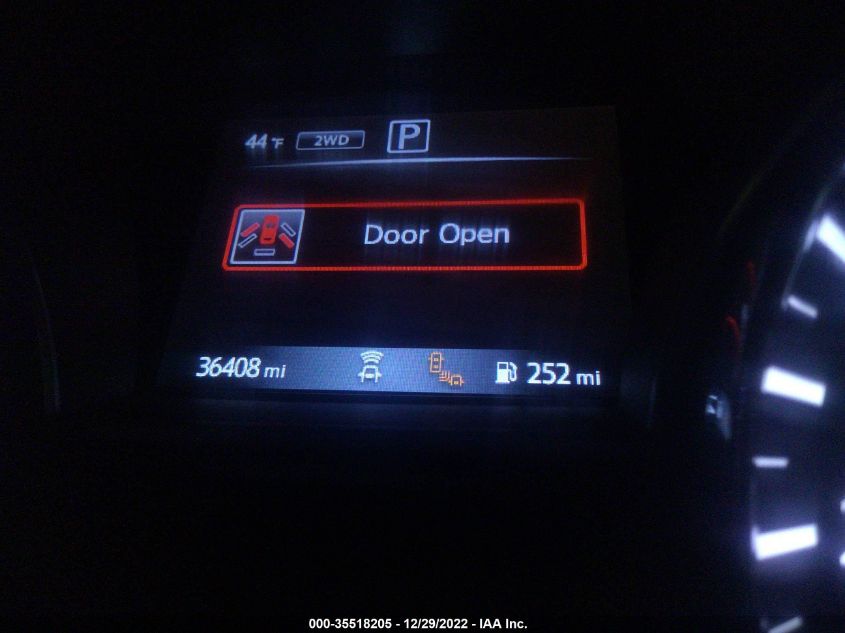 44°F 2WD P
Door Open
36408 mi 252 mi
000-35518205 - 12/29/2022 - IAA Inc.